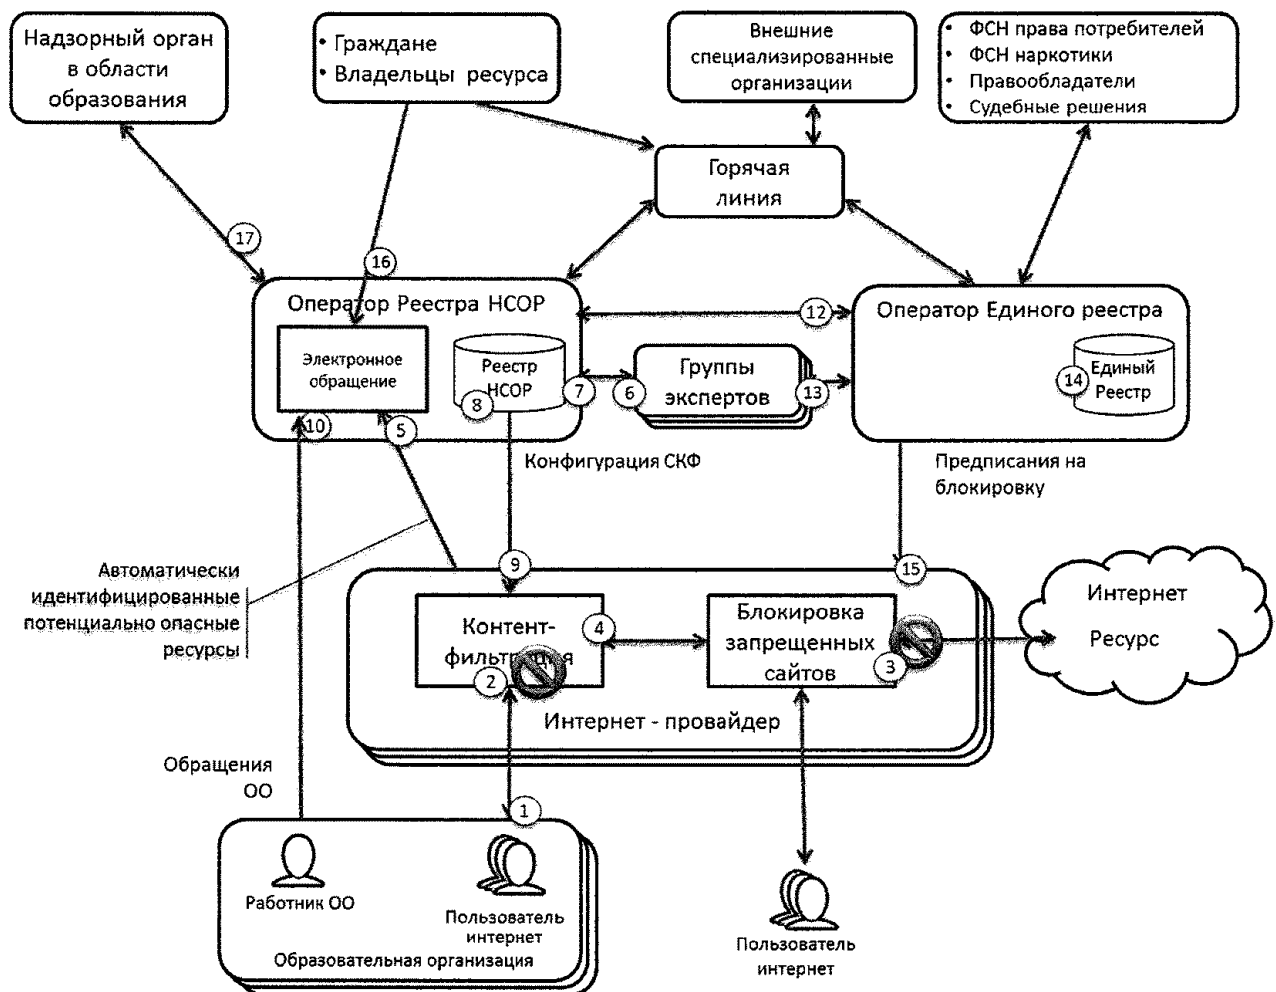 Надзорный орган
в области
образования
• Граждане
• Владельцы ресурса
Внешние
специализированные
организации
• ФСН права потребителей
• ФСН наркотики
• Правообладатели
• Судебные решения
Горячая
линия
17
16
Оператор Реестра НСОР
Электронное
обращение
Реестр
НСОР
8
7
6
Группы
экспертов
12
13
Оператор Единого реестра
14
Единый
Реестр
10
5
Конфигурация СКФ
Предписания на
блокировку
Автоматически
идентифицированные
потенциально опасные
ресурсы
9
15
Контент-
фильтрация
2
4
Блокировка
запрещенных
сайтов
3
Интернет
Ресурс
Интернет - провайдер
Обращения
ОО
1
Работник ОО
Пользователь
интернет
Образовательная организация
Пользователь
интернет